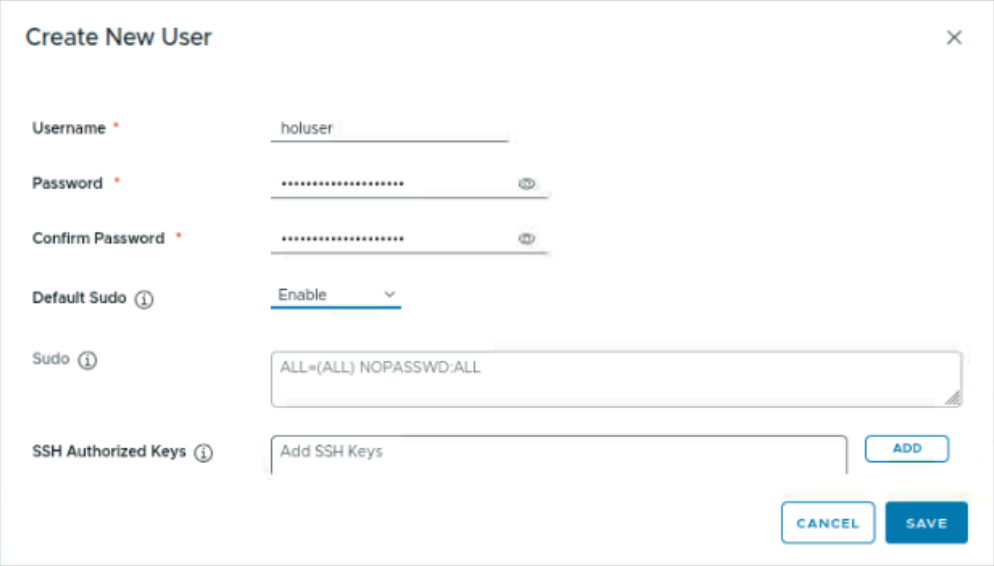 Create New User
Username *
holuser
Password *
••••••••••••••••••••
Confirm Password *
••••••••••••••••••••
Default Sudo
Enable
Sudo
ALL=(ALL) NOPASSWD:ALL
SSH Authorized Keys
Add SSH Keys
ADD
CANCEL
SAVE